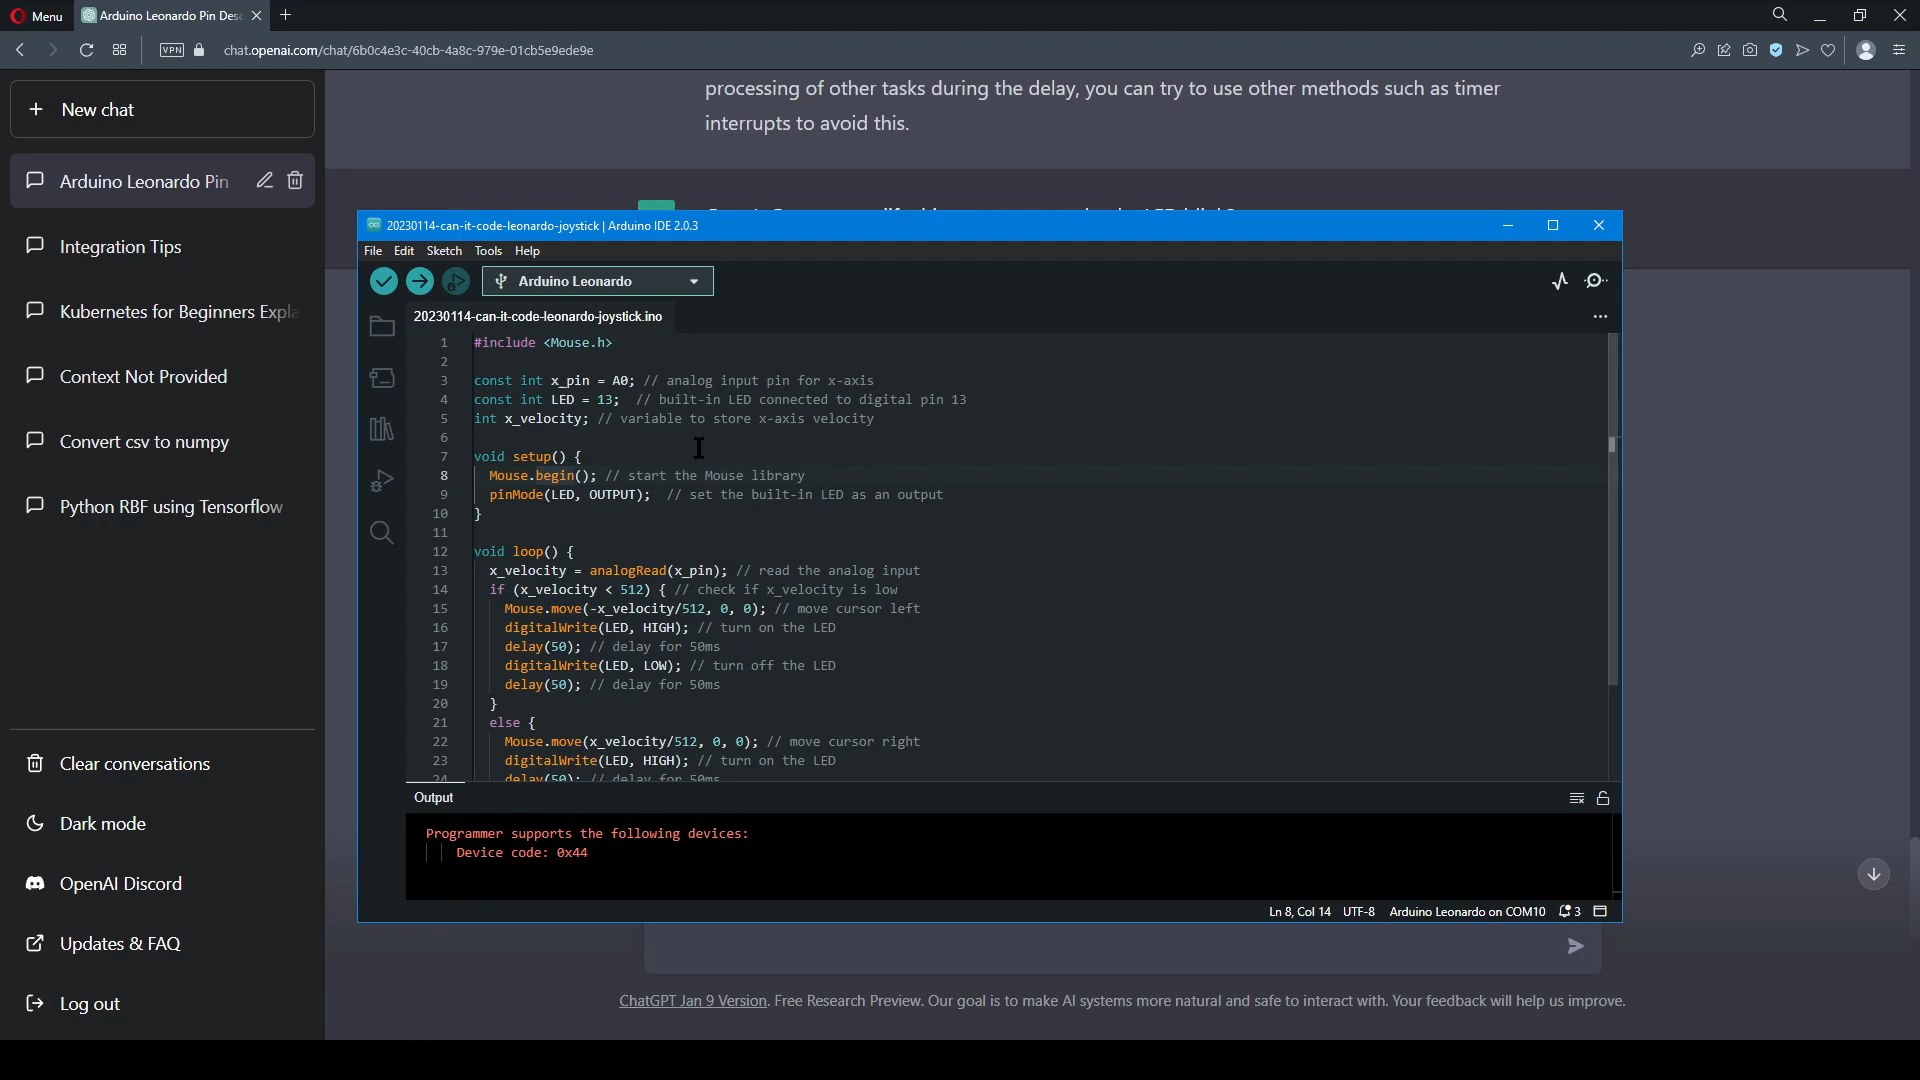 Menu
Arduino Leonardo Pin Desc
VPN
chat.openai.com/chat/6b0c4e3c-40cb-4a8c-979e-01cb5e9ede9e
New chat
Arduino Leonardo Pin
Integration Tips
Kubernetes for Beginners Expla
Context Not Provided
Convert csv to numpy
Python RBF using Tensorflow
Clear conversations
Dark mode
OpenAI Discord
Updates & FAQ
Log out
processing of other tasks during the delay, you can try to use other methods such as timer
interrupts to avoid this.
20230114-can-it-code-leonardo-joystick | Arduino IDE 2.0.3
File Edit Sketch Tools Help
Arduino Leonardo
20230114-can-it-code-leonardo-joystick.ino
1 #include <Mouse.h>
2
3 const int x_pin = A0; // analog input pin for x-axis
4 const int LED = 13; // built-in LED connected to digital pin 13
5 int x_velocity; // variable to store x-axis velocity
6
7 void setup() {
8 Mouse.begin(); // start the Mouse library
9 pinMode(LED, OUTPUT); // set the built-in LED as an output
10 }
11
12 void loop() {
13 x_velocity = analogRead(x_pin); // read the analog input
14 if (x_velocity < 512) { // check if x_velocity is low
15 Mouse.move(-x_velocity/512, 0, 0); // move cursor left
16 digitalWrite(LED, HIGH); // turn on the LED
17 delay(50); // delay for 50ms
18 digitalWrite(LED, LOW); // turn off the LED
19 delay(50); // delay for 50ms
20 }
21 else {
22 Mouse.move(x_velocity/512, 0, 0); // move cursor right
23 digitalWrite(LED, HIGH); // turn on the LED
24 delay(50); // delay for 50ms
Output
Programmer supports the following devices:
Device code: 0x44
Ln 8, Col 14 UTF-8 Arduino Leonardo on COM10 3
ChatGPT Jan 9 Version. Free Research Preview. Our goal is to make AI systems more natural and safe to interact with. Your feedback will help us improve.